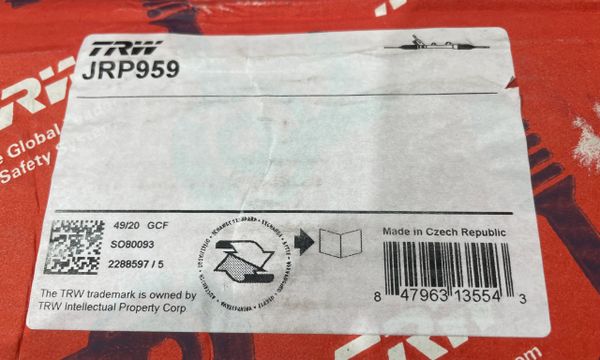 TRW
JRP959
TRW
e Global
Safety Sys
49/20 GCF
SO80093
2288597 / 5
Made in Czech Republic
8 47963 13554 3
The TRW trademark is owned by
TRW Intellectual Property Corp
TRW